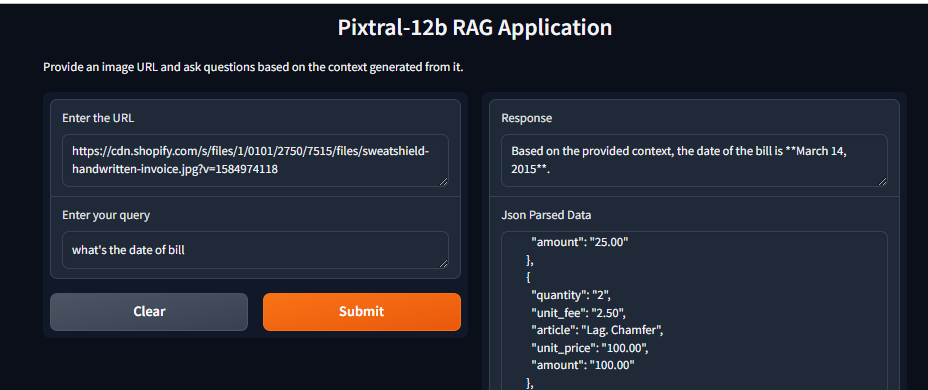 Pixtral-12b RAG Application
Provide an image URL and ask questions based on the context generated from it.
Enter the URL
https://cdn.shopify.com/s/files/1/0101/2750/7515/files/sweatshield-
handwritten-invoice.jpg?v=1584974118
Enter your query
what's the date of bill
Clear
Submit
Response
Based on the provided context, the date of the bill is **March 14,
2015**.
Json Parsed Data
"amount": "25.00"
},
{
"quantity": "2",
"unit_fee": "2.50",
"article": "Lag. Chamfer",
"unit_price": "100.00",
"amount": "100.00"
},